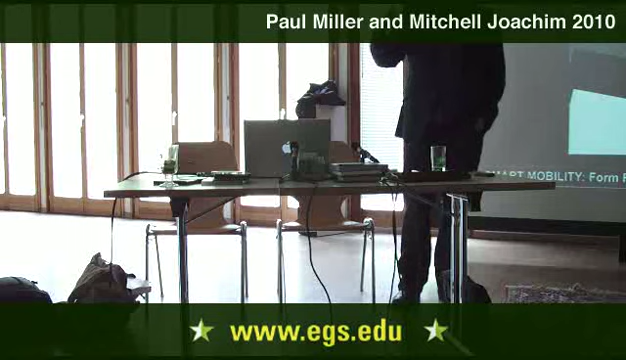 Paul Miller and Mitchell Joachim 2010
MART MOBILITY: Form
www.egs.edu